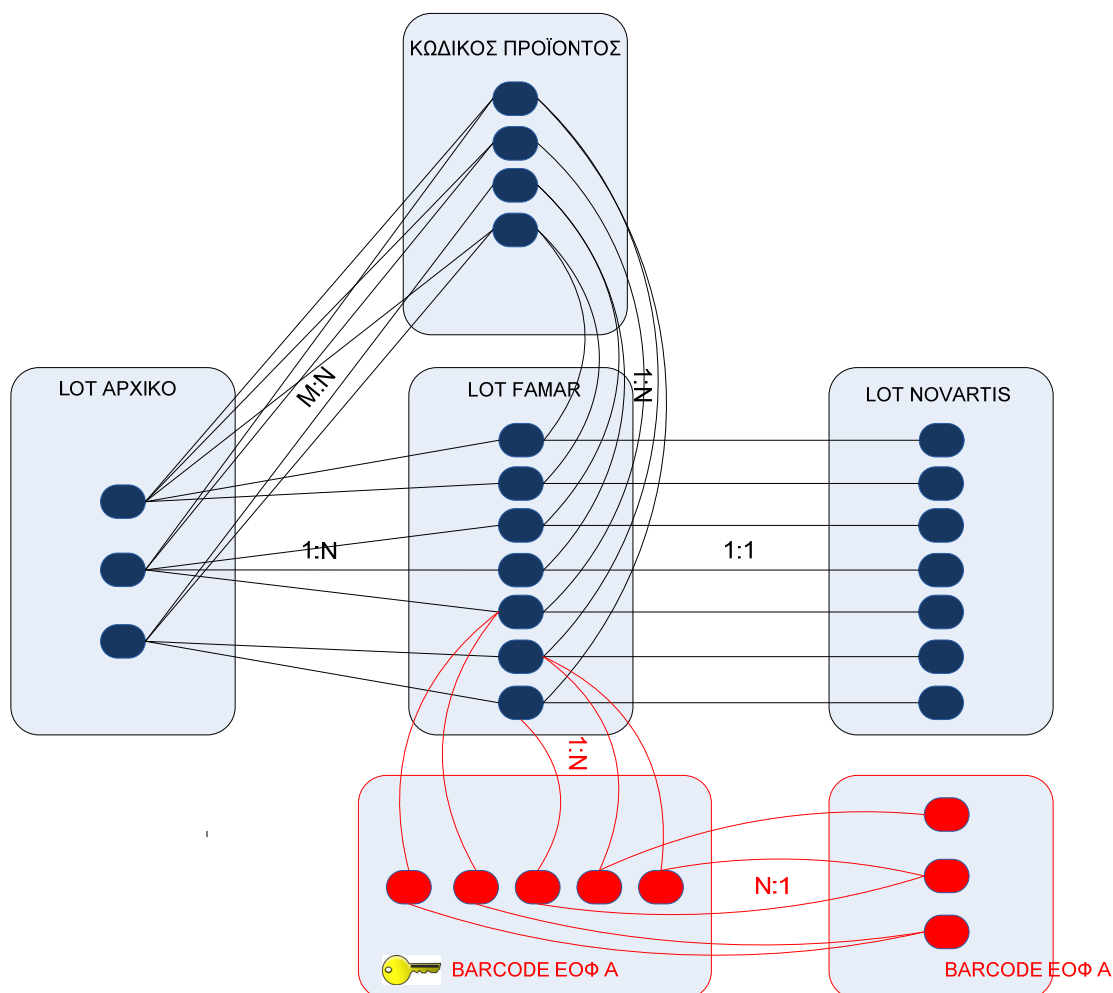 ΚΩΔΙΚΟΣ ΠΡΟΪΟΝΤΟΣ
LOT ΑΡΧΙΚΟ
M:N
LOT FAMAR
1:N
LOT NOVARTIS
1:N
1:1
1:N
N:1
BARCODE ΕΟΦ Α
BARCODE ΕΟΦ Α